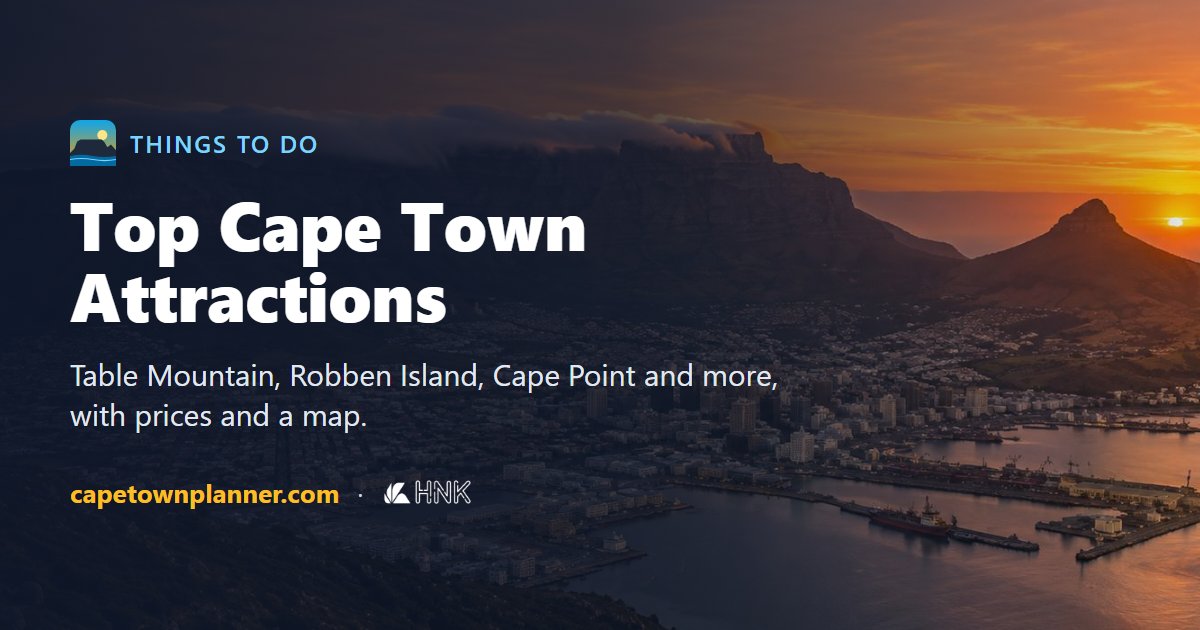 THINGS TO DO
Top Cape Town
Attractions
Table Mountain, Robben Island, Cape Point and more,
with prices and a map.
capetownplanner.com · HNK